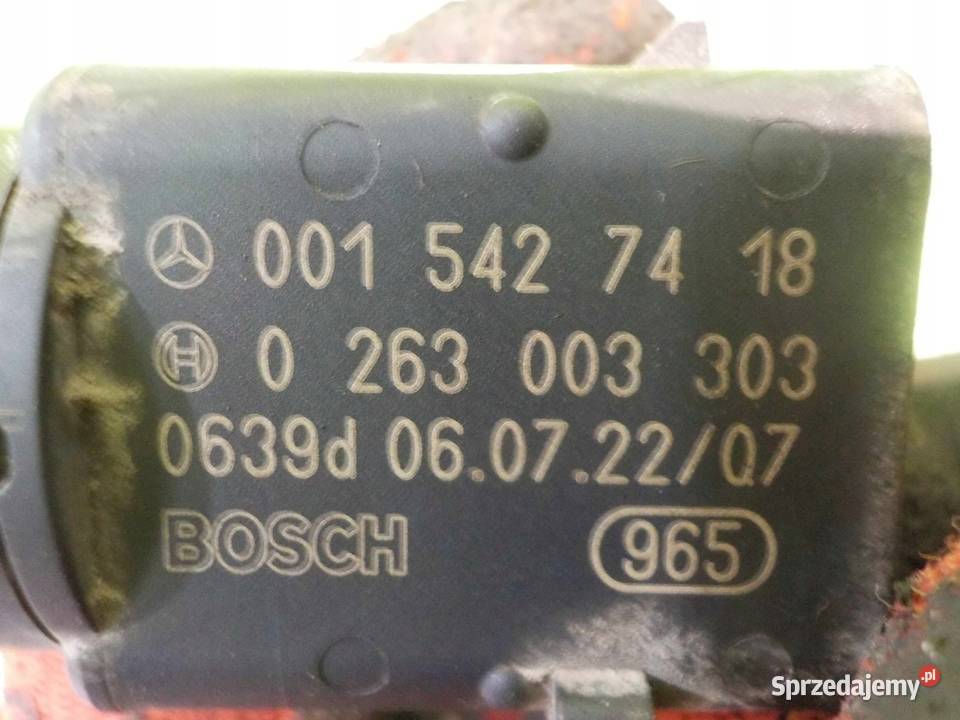 001 542 74 18
H 0 263 003 303
0639d 06.07.22/Q7
BOSCH 965
Sprzedajemy.pl